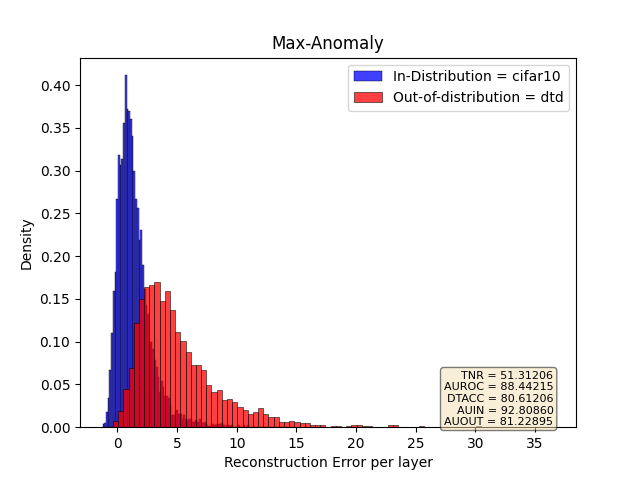 Max-Anomaly
In-Distribution = cifar10
Out-of-distribution = dtd
0.40
0.35
0.30
0.25
0.20
0.15
0.10
0.05
0.00
Density
TNR = 51.31206
AUROC = 88.44215
DTACC = 80.61206
AUIN = 92.80860
AUOUT = 81.22895
0 5 10 15 20 25 30 35
Reconstruction Error per layer